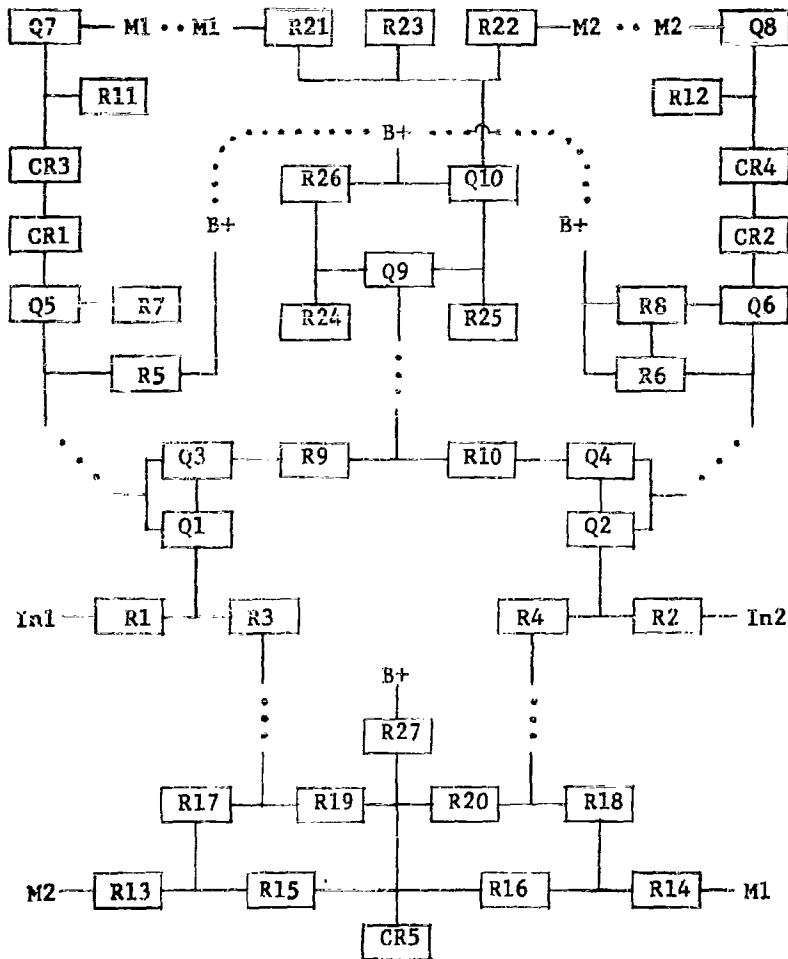 Q7 M1 M1 R21 R23 R22 M2 M2 Q8
R11 R12
B+
CR3 R26 Q10 CR4
CR1 B+ B+ CR2
Q9
Q5 R7 R24 R25 R8 Q6
R5 R6
Q3 R9 R10 Q4
Q1 Q2
In1 R1 R3 R4 R2 In2
B+
R27
R17 R19 R20 R18
M2 R13 R15 R16 R14 M1
CR5